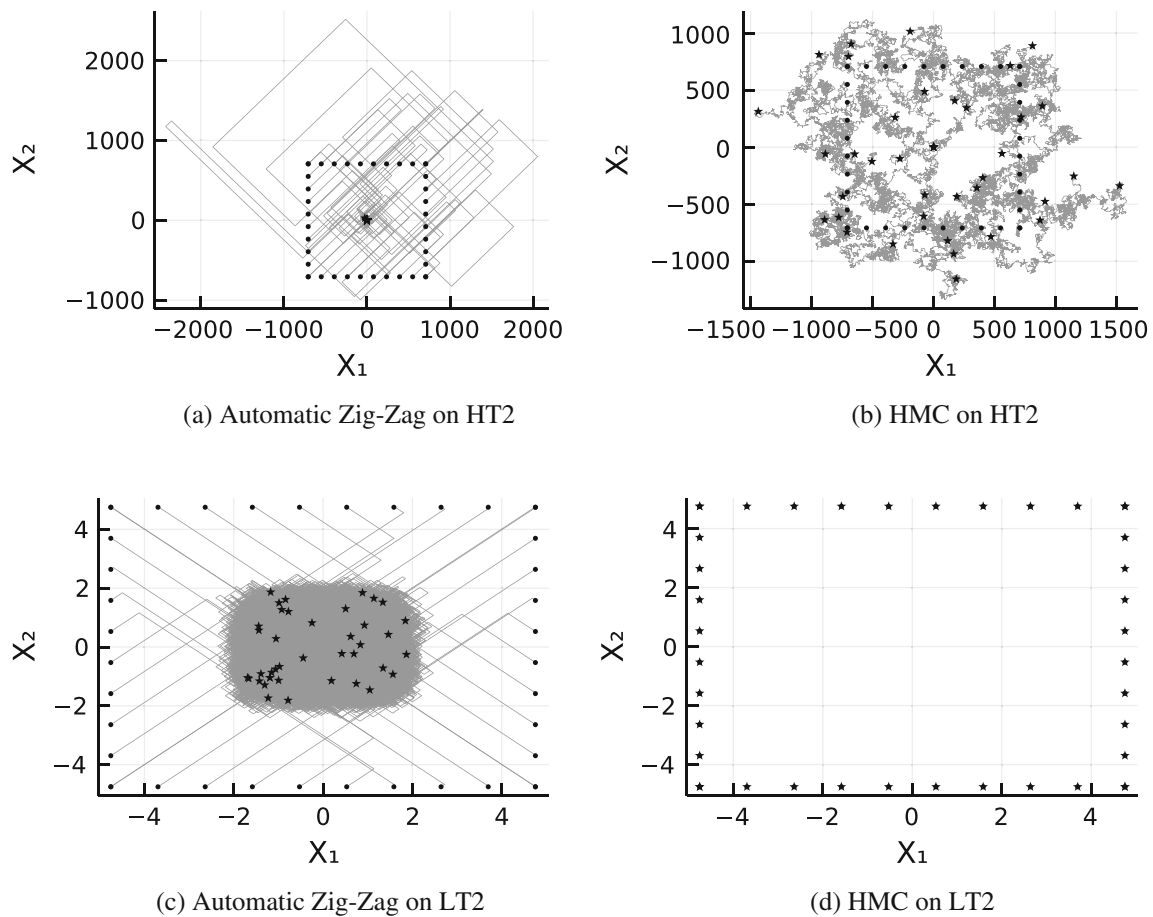 2000
1000
0
−1000
X₂
−2000 −1000 0 1000 2000
X₁
(a) Automatic Zig-Zag on HT2
1000
500
0
−500
−1000
X₂
−1500 −1000 −500 0 500 1000 1500
X₁
(b) HMC on HT2
4
2
0
−2
−4
X₂
−4 −2 0 2 4
X₁
(c) Automatic Zig-Zag on LT2
4
2
0
−2
−4
X₂
−4 −2 0 2 4
X₁
(d) HMC on LT2